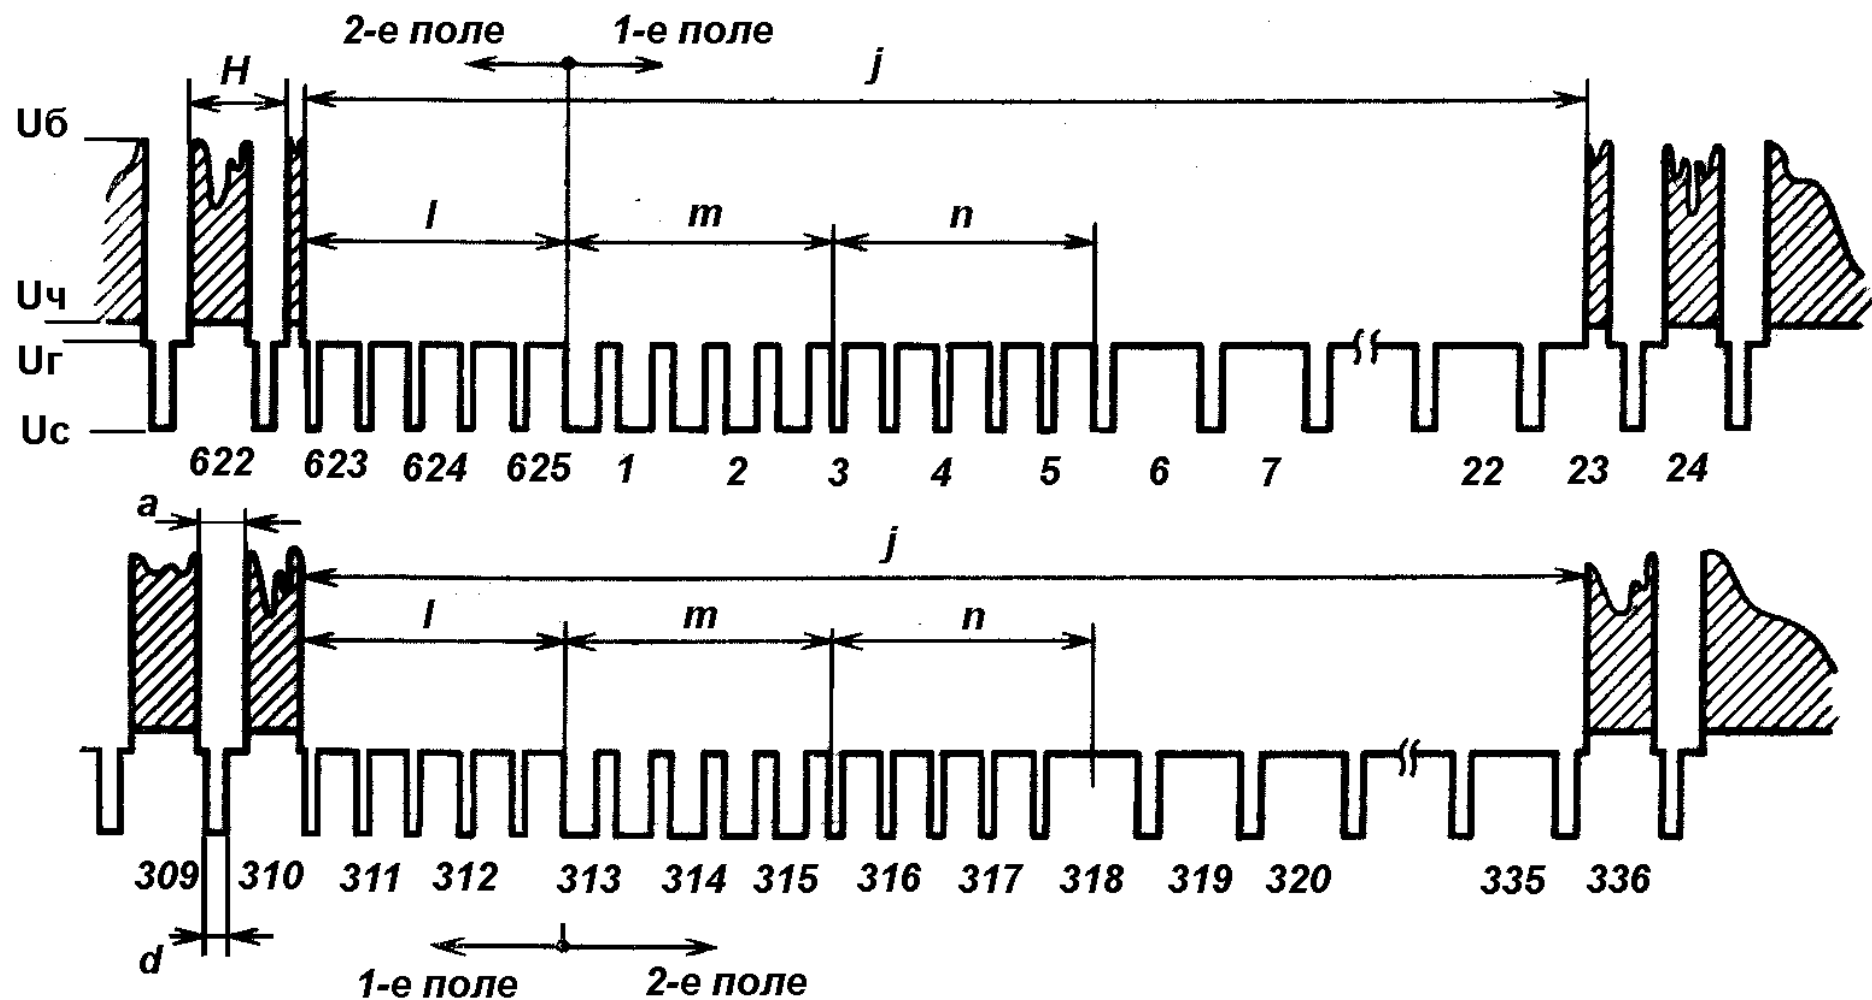 2-е поле 1-е поле
H j
Uб
l m n
Uч
Uг
Uс
622 623 624 625 1 2 3 4 5 6 7 22 23 24
a
j
l m n
309 310 311 312 313 314 315 316 317 318 319 320 335 336
d
1-е поле 2-е поле